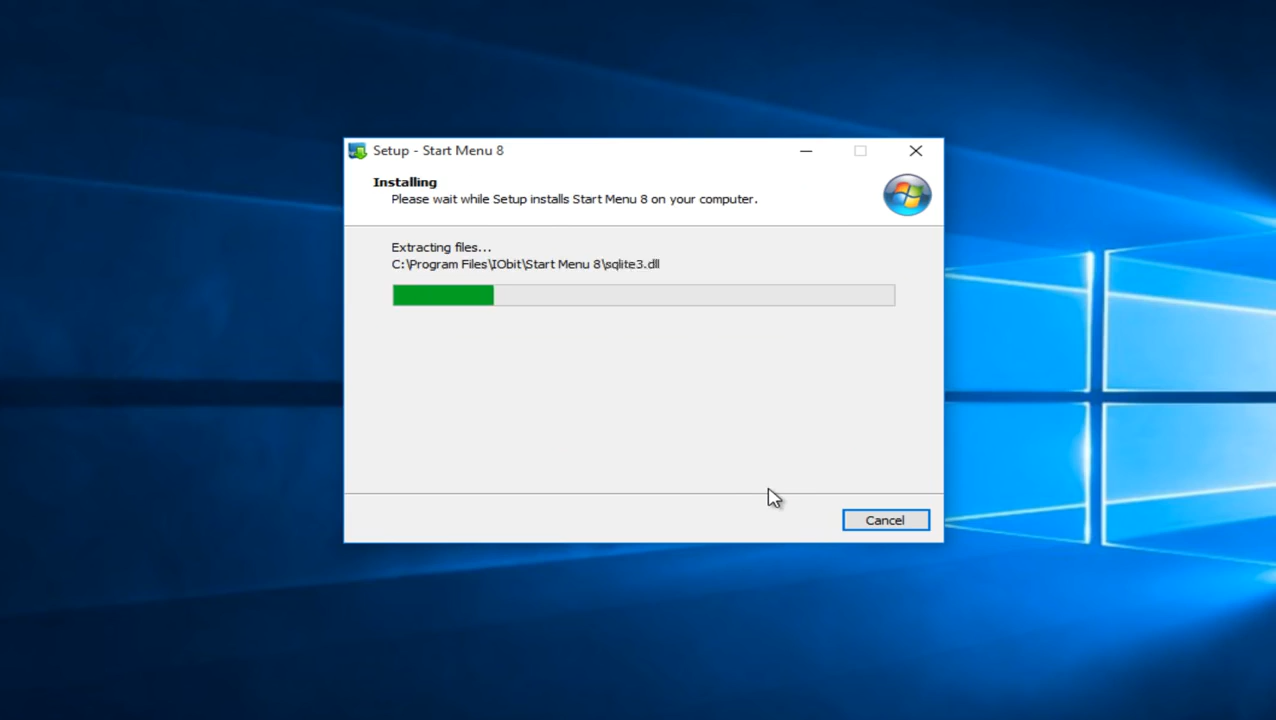 Setup - Start Menu 8
Installing
Please wait while Setup installs Start Menu 8 on your computer.
Extracting files...
C:\Program Files\IObit\Start Menu 8\sqlite3.dll
Cancel